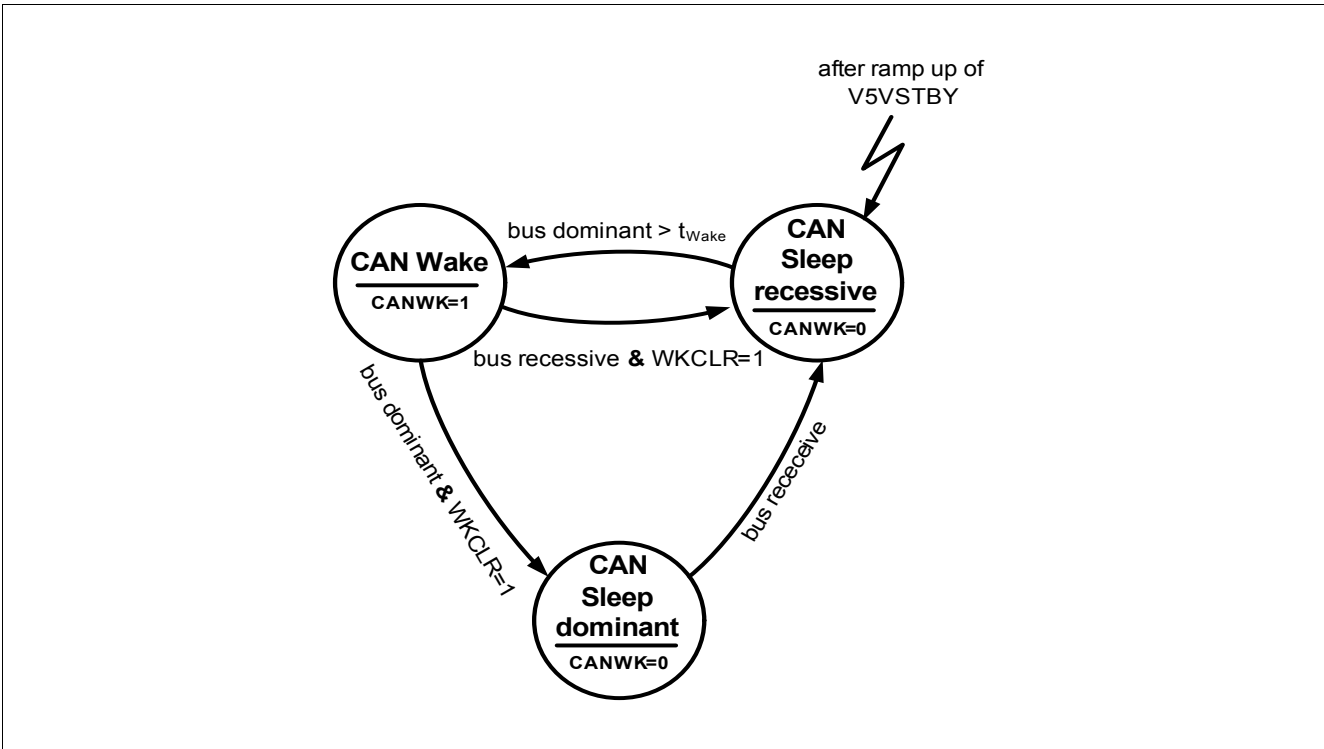 after ramp up of
V5VSTBY
bus dominant > tWake
CAN Wake
CANWK=1
CAN
Sleep
recessive
CANWK=0
bus recessive & WKCLR=1
bus dominant & WKCLR=1
bus receceive
CAN
Sleep
dominant
CANWK=0